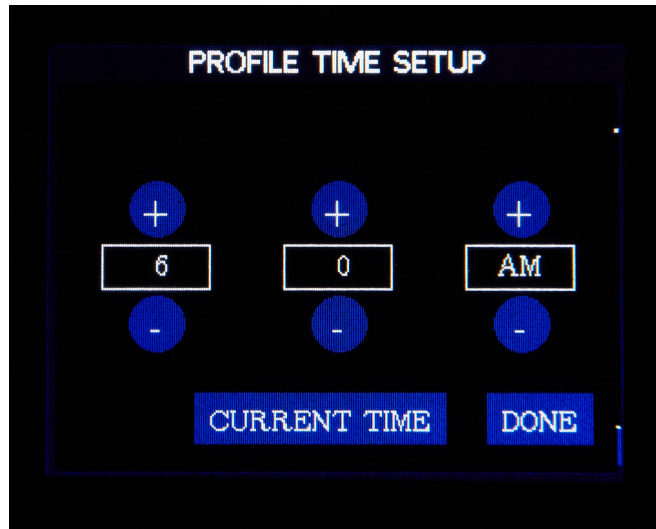 PROFILE TIME SETUP
+ + +
6 0 AM
- - -
CURRENT TIME DONE